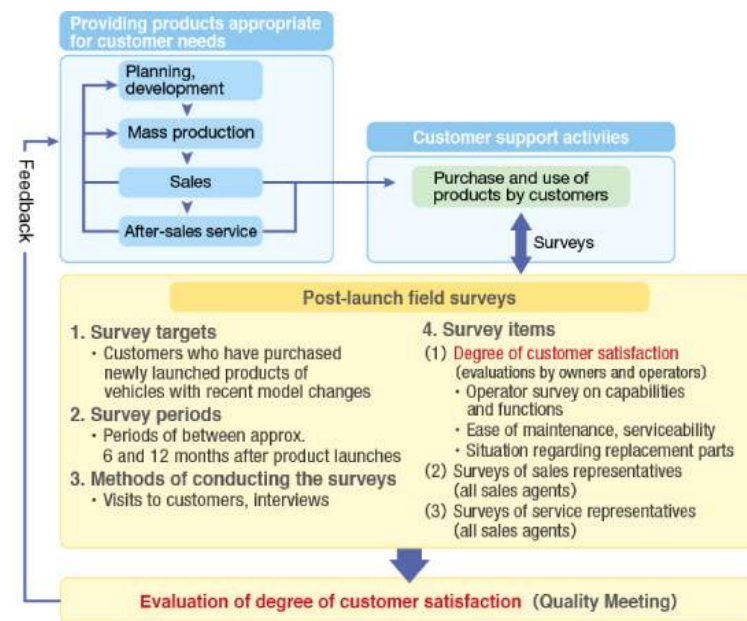 Providing products appropriate
for customer needs
Planning,
development
Mass production
Sales
After-sales service
Feedback
Customer support activiies
Purchase and use of
products by customers
Surveys
Post-launch field surveys
1. Survey targets
・Customers who have purchased
newly launched products of
vehicles with recent model changes
2. Survey periods
・Periods of between approx.
6 and 12 months after product launches
3. Methods of conducting the surveys
・Visits to customers, interviews
4. Survey items
(1) Degree of customer satisfaction
(evaluations by owners and operators)
・Operator survey on capabilities
and functions
・Ease of maintenance, serviceability
・Situation regarding replacement parts
(2) Surveys of sales representatives
(all sales agents)
(3) Surveys of service representatives
(all sales agents)
Evaluation of degree of customer satisfaction (Quality Meeting)